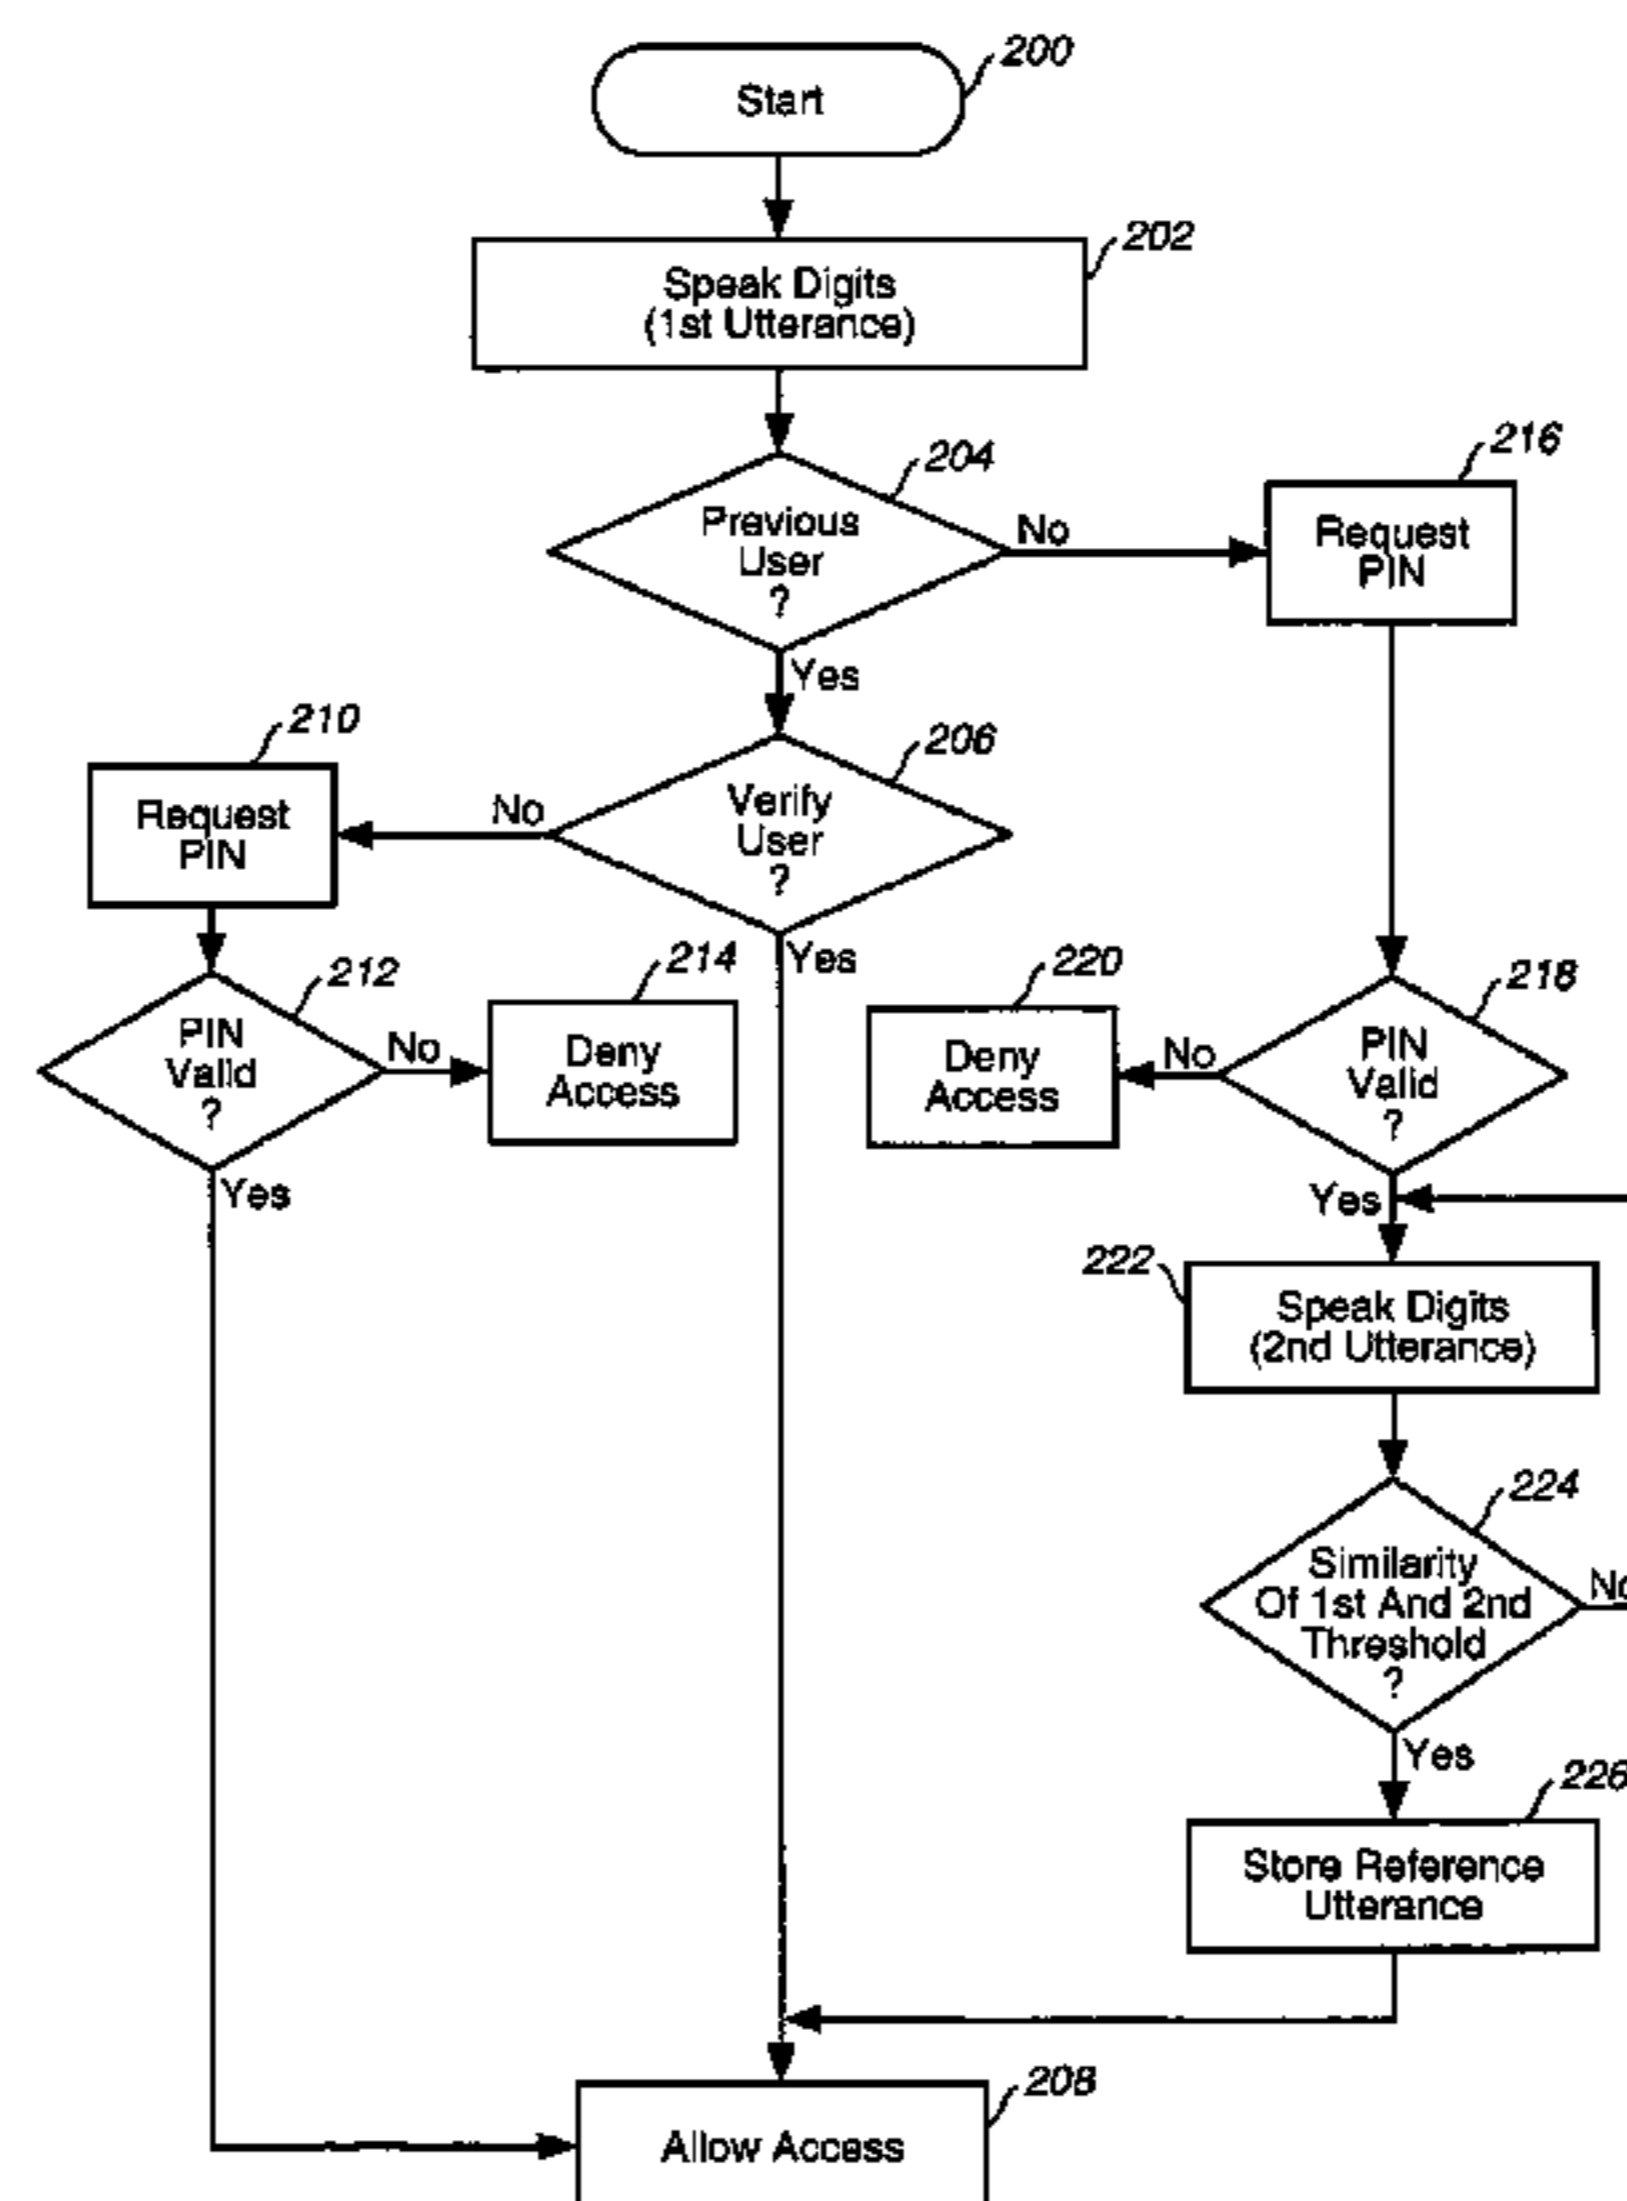 200
Start
202
Speak Digits
(1st Utterance)
204
Previous
User
?
No
216
Request
PIN
Yes
206
Verify
User
?
No
210
Request
PIN
Yes
212
PIN
Valid
?
No
214
Deny
Access
Yes
220
Deny
Access
No
218
PIN
Valid
?
Yes
222
Speak Digits
(2nd Utterance)
224
Similarity
Of 1st And 2nd
Threshold
?
No
Yes
226
Store Reference
Utterance
208
Allow Access